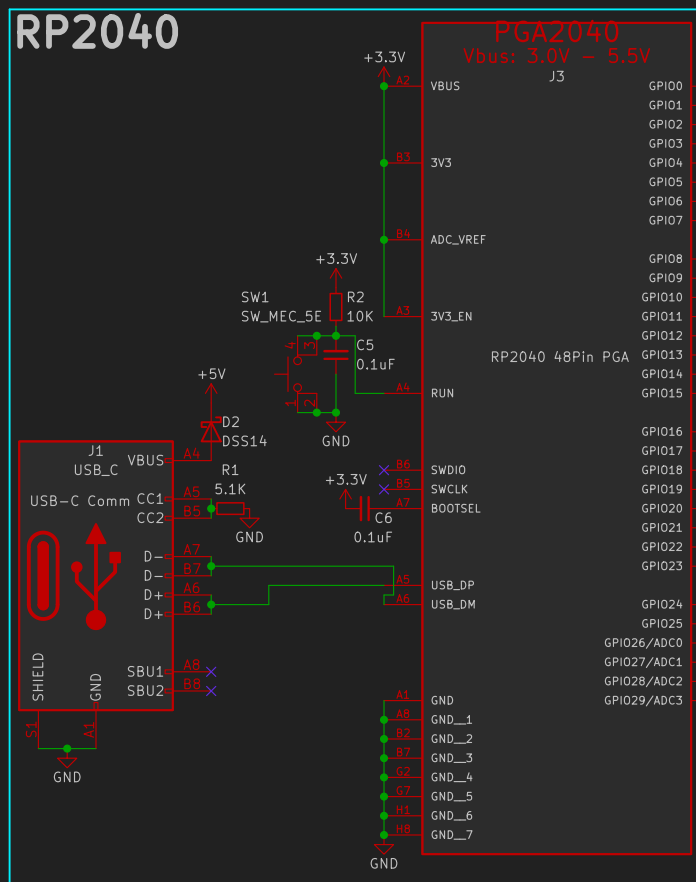 RP2040
PGA2040
Vbus: 3.0V – 5.5V
J3
+3.3V
A2 VBUS GPIO0
GPIO1
GPIO2
GPIO3
B3 3V3 GPIO4
GPIO5
GPIO6
GPIO7
B4 ADC_VREF
GPIO8
+3.3V
GPIO9
SW1 R2 GPIO10
SW_MEC_5E 10K A3 3V3_EN GPIO11
GPIO12
4 3 C5 RP2040 48Pin PGA GPIO13
0.1uF
GPIO14
+5V
1 2 A4 RUN GPIO15
D2
DSS14
GND
GPIO16
J1
USB_C
GPIO17
VBUS A4 R1 B6 SWDIO GPIO18
+3.3V
5.1K B5 SWCLK GPIO19
USB-C Comm CC1 A5
A7 BOOTSEL GPIO20
CC2 B5 C6
GND 0.1uF
GPIO21
GPIO22
D- A7 GPIO23
D- B7 A5 USB_DP
D+ A6 A6 USB_DM GPIO24
D+ B6 GPIO25
GPIO26/ADC0
GPIO27/ADC1
SBU1 A8
GPIO28/ADC2
SBU2 B8
SHIELD GND
A1 GND GPIO29/ADC3
A8 GND__1
S1 A1
B2 GND__2
B7 GND__3
GND
G2 GND__4
G7 GND__5
H1 GND__6
H8 GND__7
GND